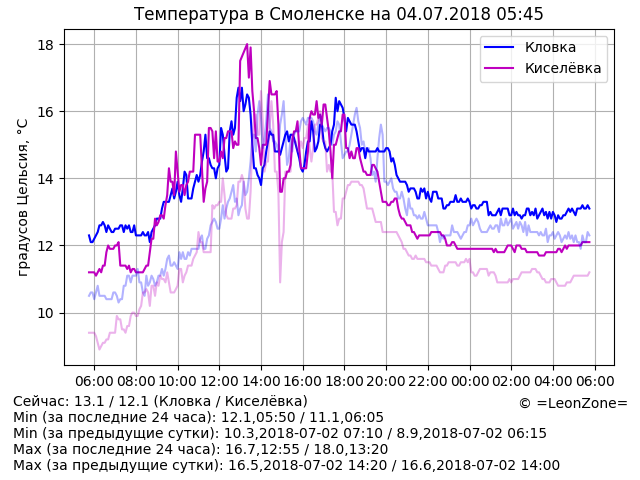 Температура в Смоленске на 04.07.2018 05:45
Кловка
Киселёвка
градусов Цельсия, °C
18
16
14
12
10
06:00 08:00 10:00 12:00 14:00 16:00 18:00 20:00 22:00 00:00 02:00 04:00 06:00
Сейчас: 13.1 / 12.1 (Кловка / Киселёвка)
© =LeonZone=
Min (за последние 24 часа): 12.1,05:50 / 11.1,06:05
Min (за предыдущие сутки): 10.3,2018-07-02 07:10 / 8.9,2018-07-02 06:15
Max (за последние 24 часа): 16.7,12:55 / 18.0,13:20
Max (за предыдущие сутки): 16.5,2018-07-02 14:20 / 16.6,2018-07-02 14:00